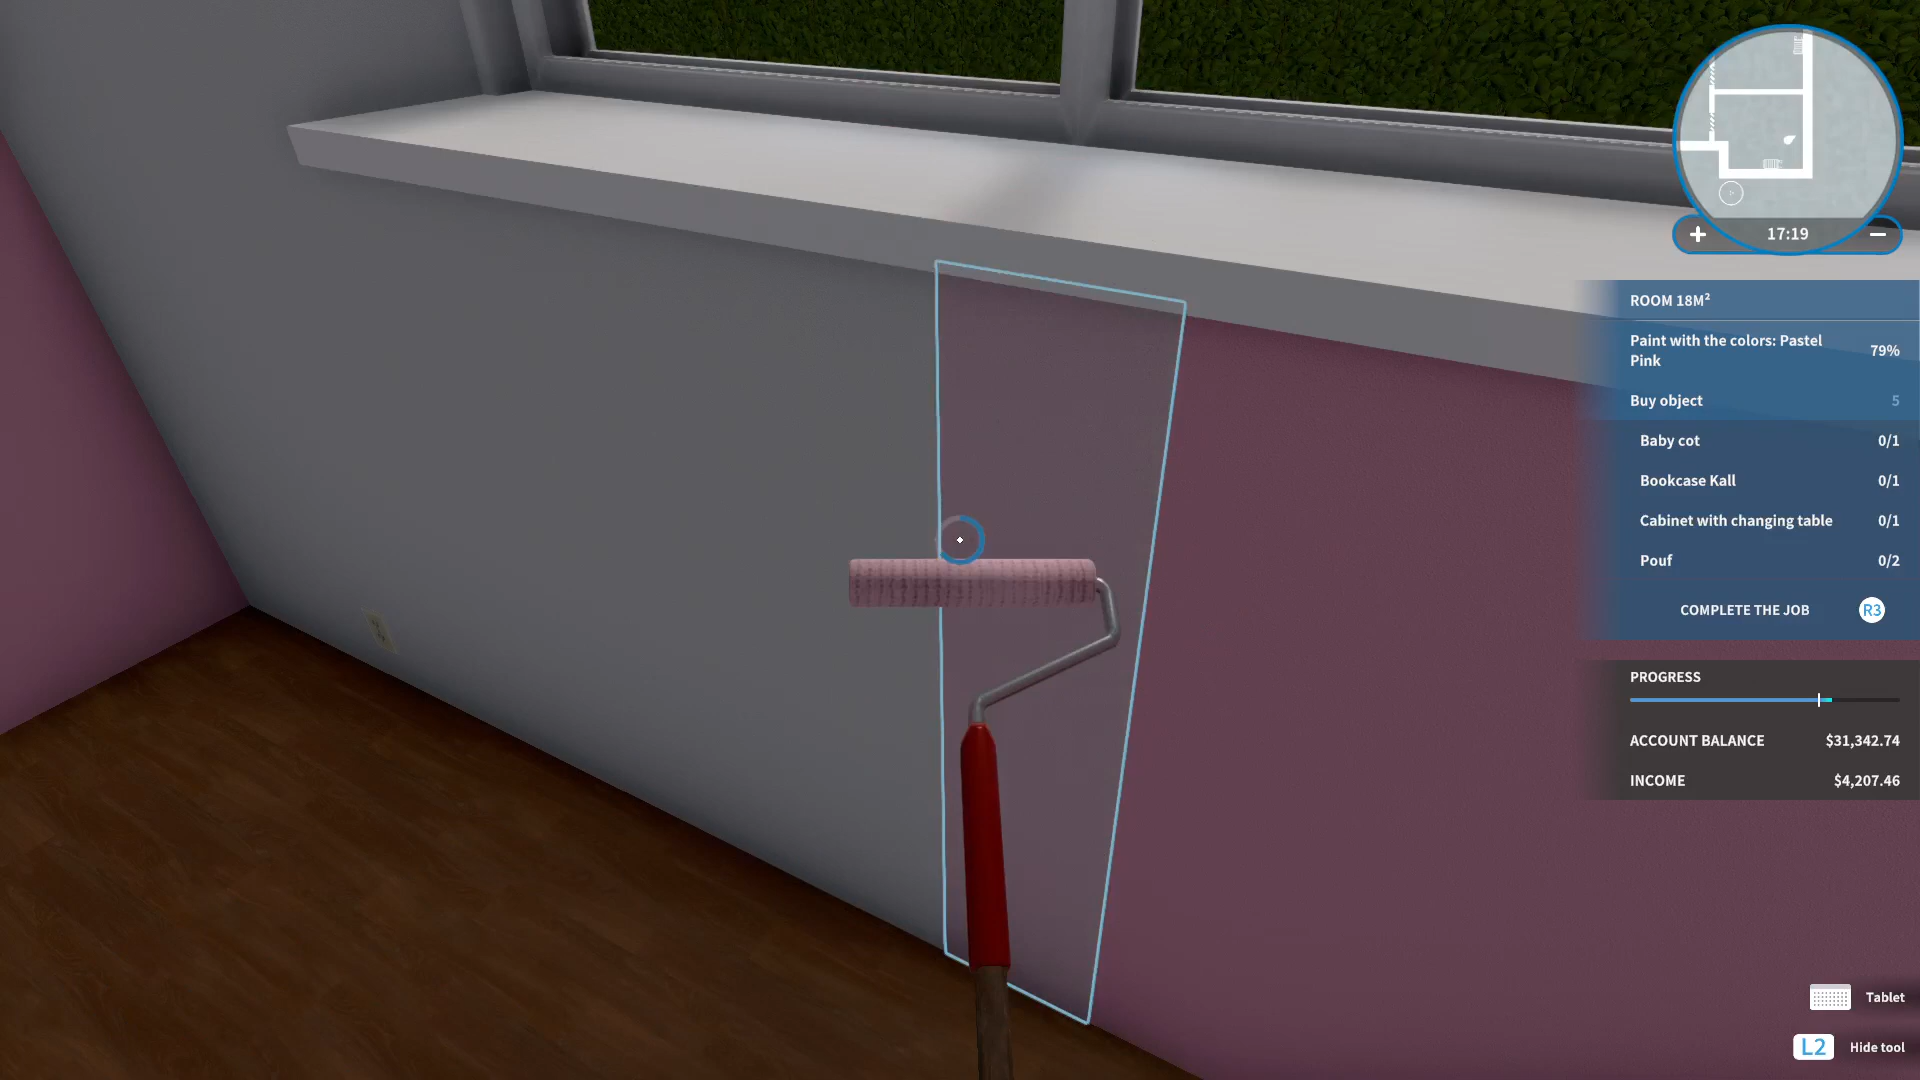 17:19
ROOM 18M²
Paint with the colors: Pastel
Pink
79%
Buy object 5
Baby cot 0/1
Bookcase Kall 0/1
Cabinet with changing table 0/1
Pouf 0/2
COMPLETE THE JOB R3
PROGRESS
ACCOUNT BALANCE $31,342.74
INCOME $4,207.46
Tablet
L2 Hide tool